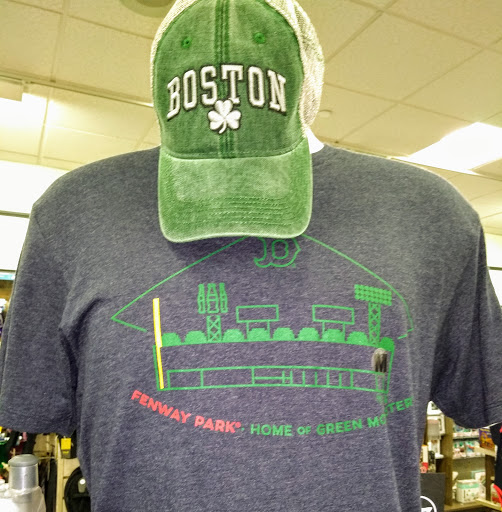 BOSTON
B
FENWAY PARK® · HOME OF GREEN
M